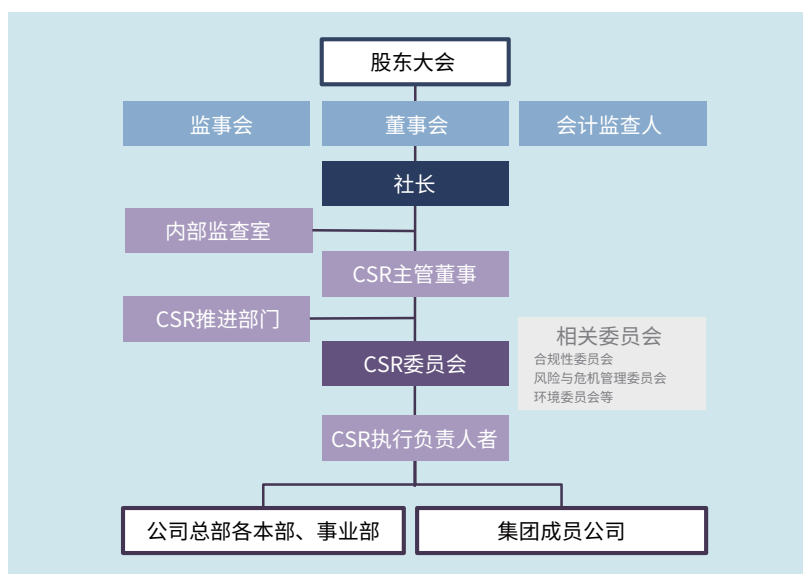 股东大会
监事会
董事会
会计监查人
社长
内部监查室
CSR主管董事
CSR推进部门
CSR委员会
相关委员会
合规性委员会
风险与危机管理委员会
环境委员会等
CSR执行负责人者
公司总部各本部、事业部
集团成员公司